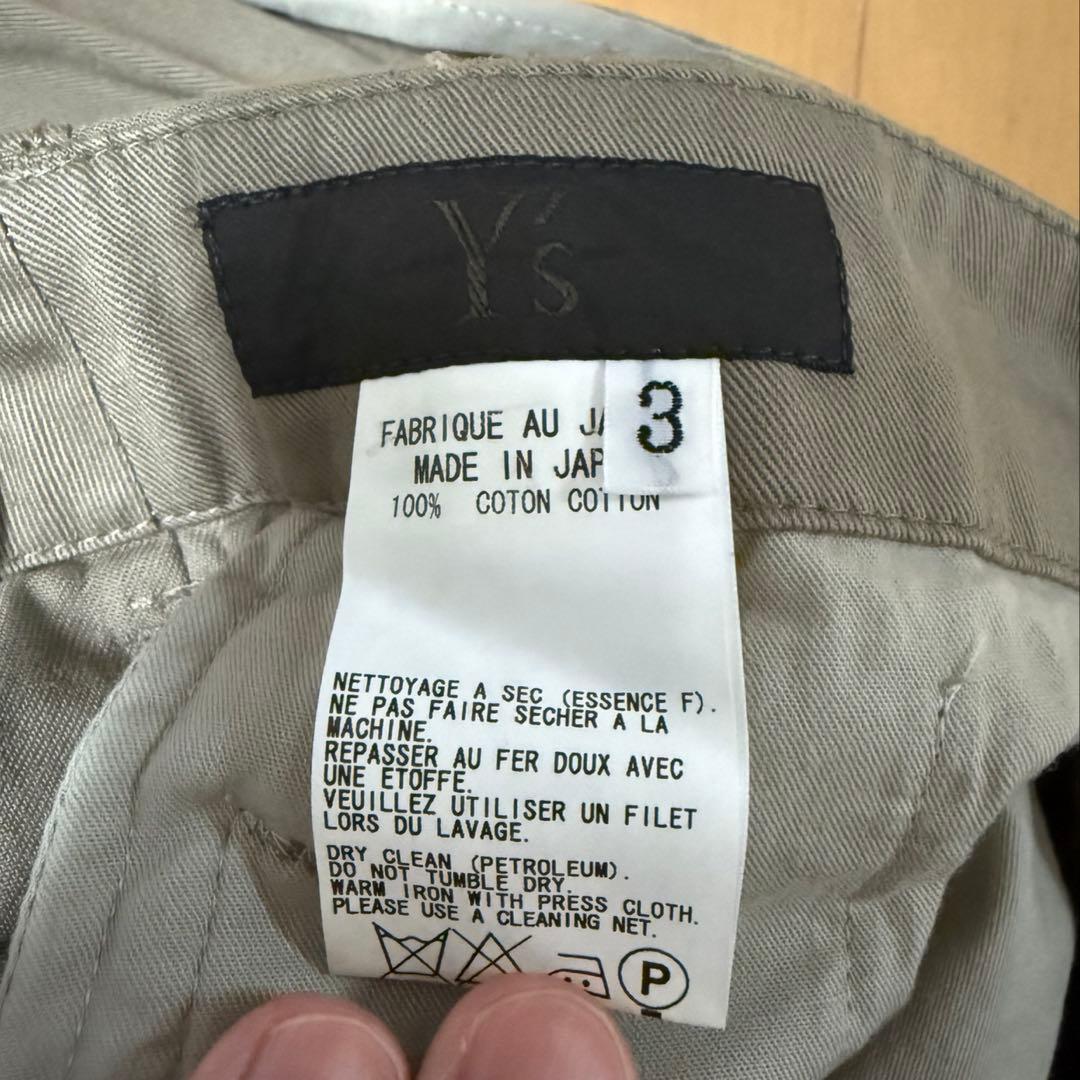 Y's
3
FABRIQUE AU
MADE IN
100% COTON COTTON
NETTOYAGE A SEC (ESSENCE F).
NE PAS FAIRE SECHER A LA
MACHINE.
REPASSER AU FER DOUX AVEC
UNE ETOFFE.
VEUILLEZ UTILISER UN FILET
LORS DU LAVAGE.
DRY CLEAN (PETROLEUM).
DO NOT TUMBLE DRY.
WARM IRON WITH PRESS CLOTH.
PLEASE USE A CLEANING NET.
P